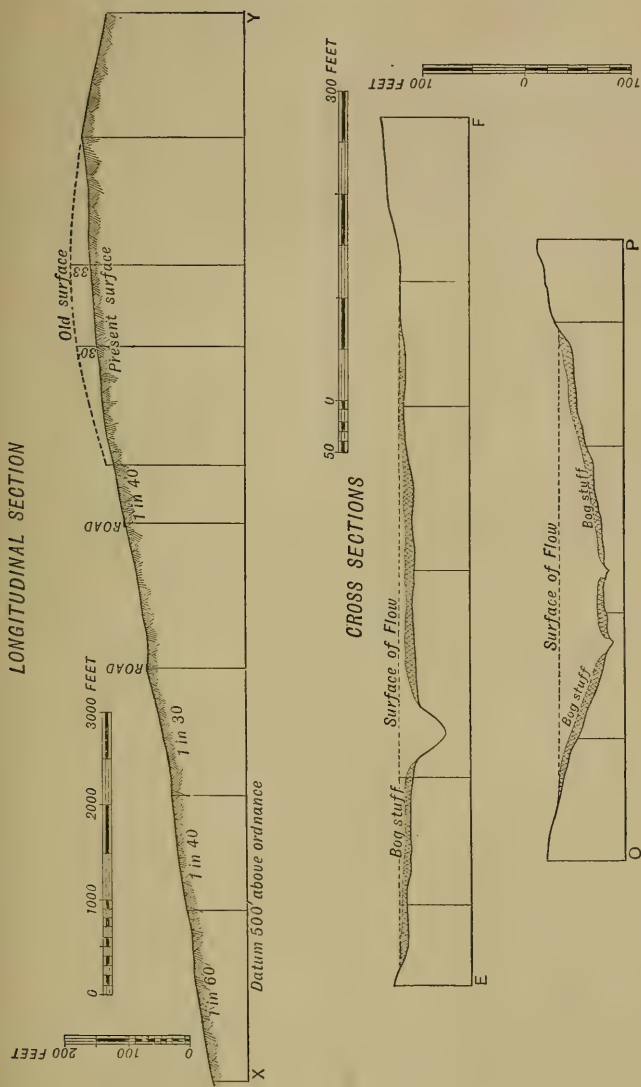 LONGITUDINAL SECTION
200 FEET
100
0
0 1000 2000 3000 FEET
Old surface
30
33
Present surface
ROAD
ROAD
1 in 60
1 in 40
1 in 30
1 in 40
Datum 500' above ordnance
X
Y
CROSS SECTIONS
50 0 300 FEET
100 FEET
0
100
Surface of Flow
Bog stuff
E
F
Surface of Flow
Bog stuff
Bog stuff
O
P